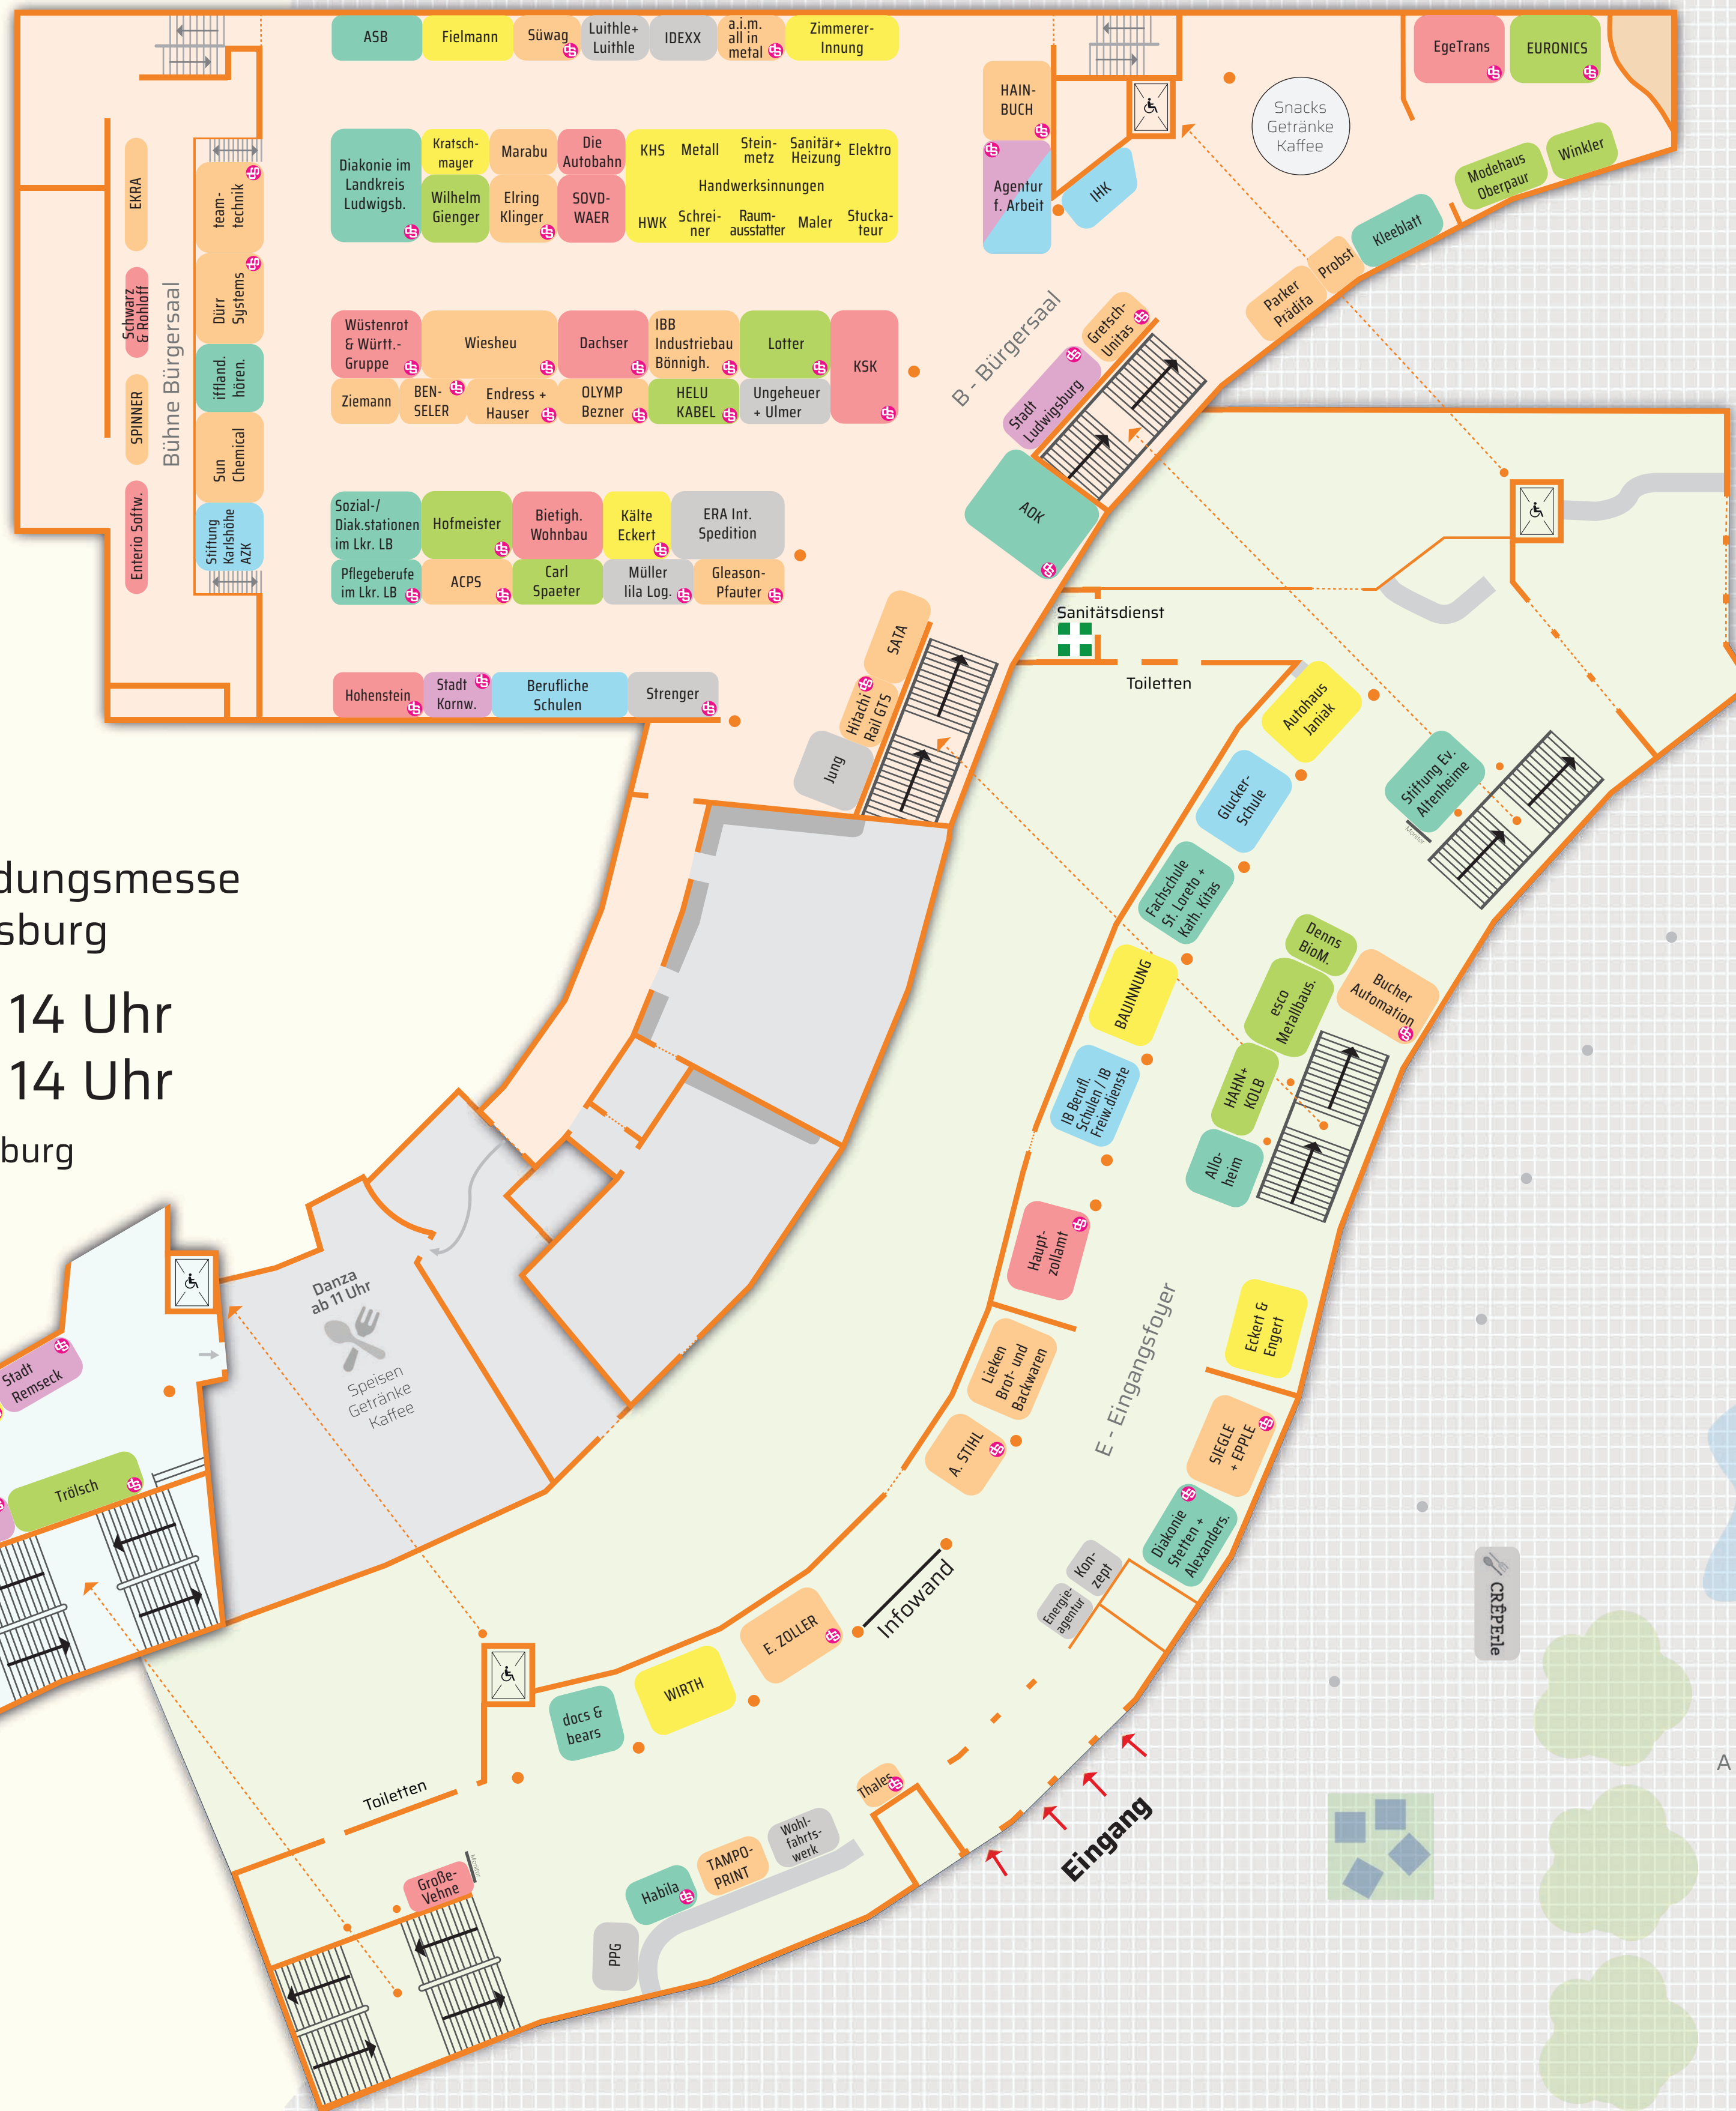 ASB
Fielmann
Süwag
Luithle+
Luithle
IDEXX
a.i.m.
all in
metal
Zimmerer-
Innung
HAIN-
BUCH
Agentur
f. Arbeit
IHK
Snacks
Getränke
Kaffee
EgeTrans
EURONICS
Modehaus
Oberpaur
Winkler
Kleeblatt
Probst
Parker
Prädifa
EKRA
Schwarz
& Rohloff
SPINNER
Enterio Softw.
Bühne Bürgersaal
team-
technik
Dürr
Systems
iffland.
hören.
Sun
Chemical
Stiftung
Karlshöhe
AZK
Diakonie im
Landkreis
Ludwigsb.
Kratsch-
mayer
Marabu
Die
Autobahn
Wilhelm
Gienger
Elring
Klinger
SOVD-
WAER
KHS
Metall
Stein-
metz
Sanitär+
Heizung
Elektro
Handwerksinnungen
HWK
Schrei-
ner
Raum-
ausstatter
Maler
Stucka-
teur
Wüstenrot
& Württ.-
Gruppe
Wiesheu
Dachser
IBB
Industriebau
Bönnigh.
Lotter
KSK
Ziemann
BEN-
SELER
Endress +
Hauser
OLYMP
Bezner
HELU
KABEL
Ungeheuer
+ Ulmer
B - Bürgersaal
Gretsch-
Unitas
Stadt
Ludwigsburg
AOK
Sozial-/
Diak.stationen
im Lkr. LB
Hofmeister
Bietigh.
Wohnbau
Kälte
Eckert
ERA Int.
Spedition
Pflegeberufe
im Lkr. LB
ACPS
Carl
Spaeter
Müller
lila Log.
Gleason-
Pfauter
Hohenstein
Stadt
Kornw.
Berufliche
Schulen
Strenger
SATA
Hitachi
Rail GTS
Jung
Sanitätsdienst
Toiletten
Autohaus
Janiak
Glucker-
Schule
Fachschule
St. Loreto +
Kath. Kitas
BAUINNUNG
IB Berufl.
Schulen / IB
Freiw.dienste
Haupt-
zollamt
Lieken
Brot- und
Backwaren
A. STIHL
Stiftung Ev.
Altenheime
Monitor
Denns
BioM.
esco
Metallbaus.
Bucher
Automation
HAHN+
KOLB
Allo-
heim
Eckert &
Engert
E - Eingangsfoyer
SIEGLE
+ EPPLE
Diakonie
Stetten +
Alexanders.
Kon-
zept
Energie-
agentur
dungsmesse
sburg
14 Uhr
14 Uhr
burg
Danza
ab 11 Uhr
Speisen
Getränke
Kaffee
Stadt
Remseck
Trölsch
Infowand
E. ZOLLER
WIRTH
docs &
bears
Toiletten
Große-
Vehne
Monitor
Thales
Wohl-
fahrts-
werk
TAMPO-
PRINT
Habila
PPG
Eingang
CREPErle
A